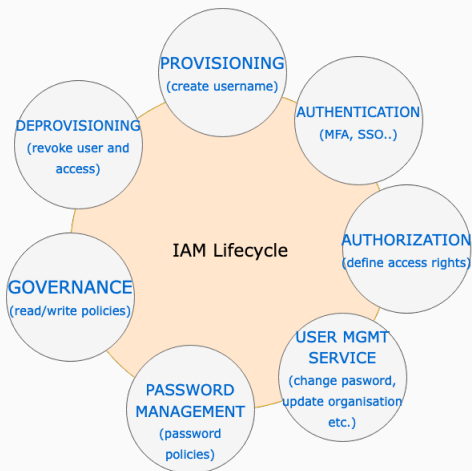 PROVISIONING
(create username)
AUTHENTICATION
(MFA, SSO..)
AUTHORIZATION
(define access rights)
USER MGMT
SERVICE
(change pasword,
update organisation
etc.)
PASSWORD
MANAGEMENT
(password
policies)
GOVERNANCE
(read/write policies)
DEPROVISIONING
(revoke user and
access)
IAM Lifecycle